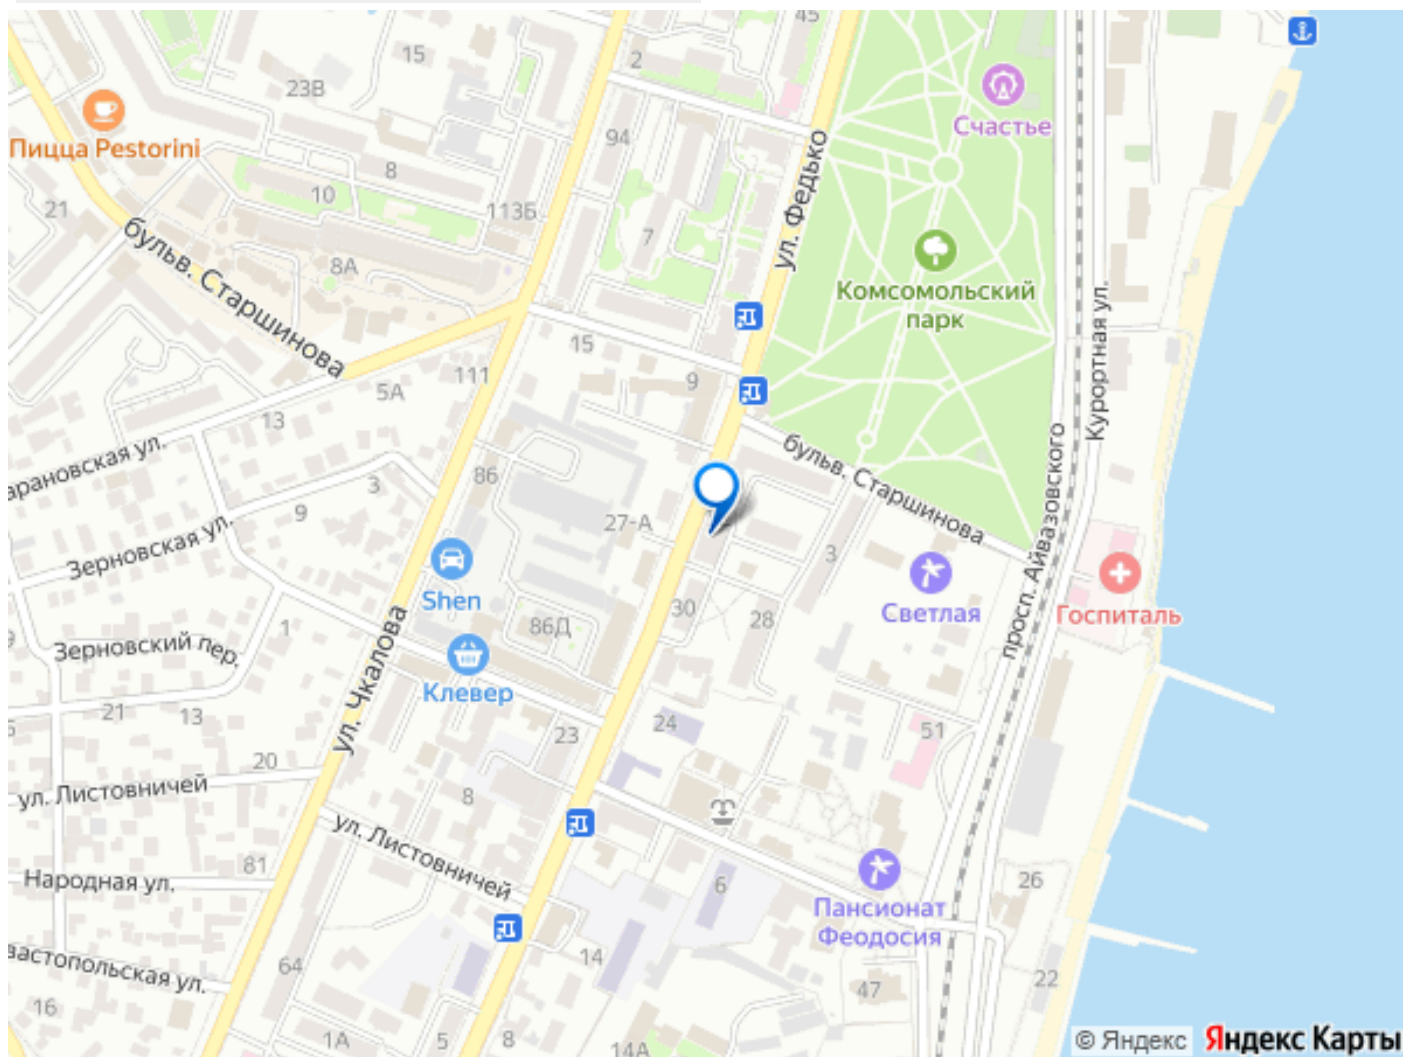 45
15
2
23В
Счастье
Пицца Pestorini
94
ул. Федько
8
10
21
113Б
7
бульв. Старшинова
8А
Комсомольский
парк
Курортная ул.
15
111
9
5А
13
арановская ул.
бульв. Старшинова
86
3
9
27-А
Зерновская ул.
просп. Айвазовского
3
Shen
Светлая
Госпиталь
30
28
1
86Д
Зерновский пер.
ул. Чкалова
Клевер
21
13
24
23
51
20
ул. Листовничей
8
ул. Листовничей
81
Народная ул.
6
26
Пансионат
Феодосия
вастопольская ул.
64
14
22
47
16
1А
5
8
14А
© Яндекс Яндекс Карты